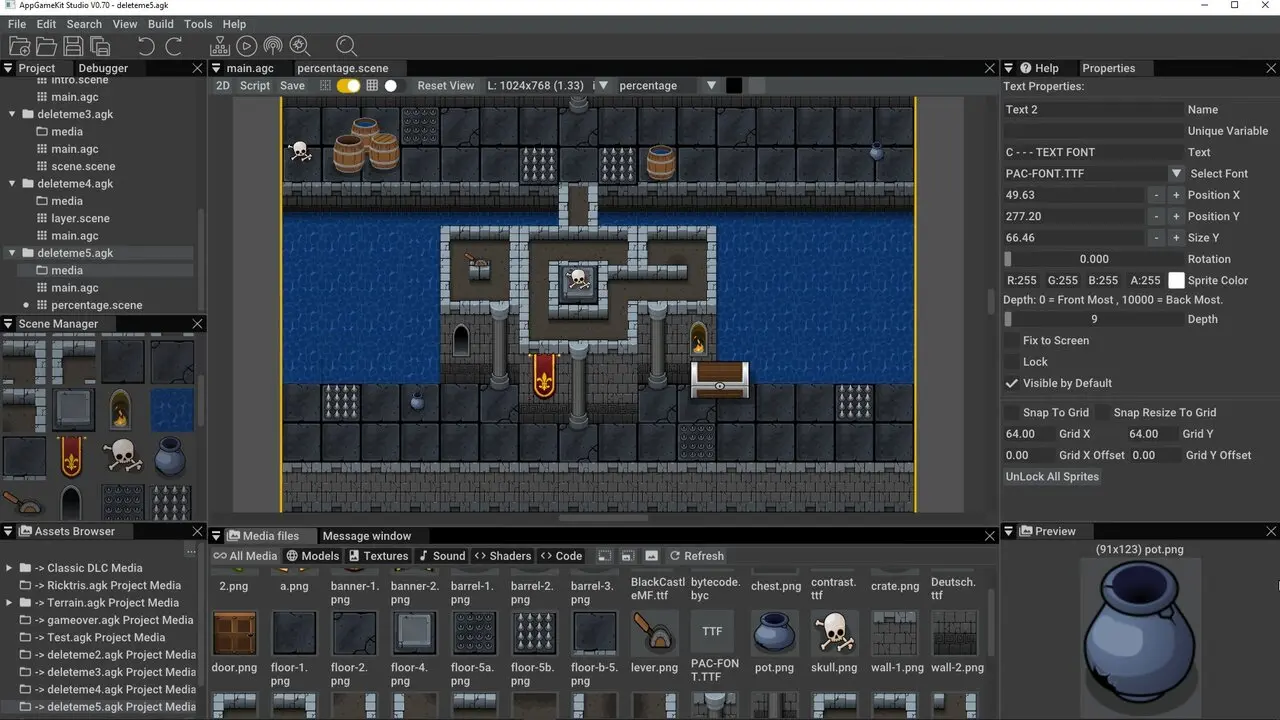 AppGameKit Studio V0.70 - deleteme5.agk
File Edit Search View Build Tools Help
Project Debugger
intro.scene
main.agc
deleteme3.agk
media
main.agc
scene.scene
deleteme4.agk
media
layer.scene
main.agc
deleteme5.agk
media
main.agc
percentage.scene
Scene Manager
Assets Browser
...
-> Classic DLC Media
-> Ricktris.agk Project Media
-> Terrain.agk Project Media
-> gameover.agk Project Media
-> Test.agk Project Media
-> deleteme2.agk Project Media
-> deleteme3.agk Project Media
-> deleteme4.agk Project Media
-> deleteme5.agk Project Media
main.agc percentage.scene
2D Script Save Reset View L: 1024x768 (1.33) i percentage
Media files Message window
All Media Models Textures Sound Shaders Code Refresh
2.png a.png banner-1.png banner-2.png barrel-1.png barrel-2.png barrel-3.png BlackCastleMF.ttf bytecode.byc chest.png contrast.ttf crate.png Deutsch.ttf
TTF
door.png floor-1.png floor-2.png floor-4.png floor-5a.png floor-5b.png floor-b-5.png lever.png PAC-FONT.TTF pot.png skull.png wall-1.png wall-2.png
Help Properties
Text Properties:
Text 2 Name
Unique Variable
C - - - TEXT FONT Text
PAC-FONT.TTF Select Font
49.63 - + Position X
277.20 - + Position Y
66.46 - + Size Y
0.000 Rotation
R:255 G:255 B:255 A:255 Sprite Color
Depth: 0 = Front Most , 10000 = Back Most.
9 Depth
Fix to Screen
Lock
Visible by Default
Snap To Grid Snap Resize To Grid
64.00 Grid X 64.00 Grid Y
0.00 Grid X Offset 0.00 Grid Y Offset
UnLock All Sprites
Preview
(91x123) pot.png